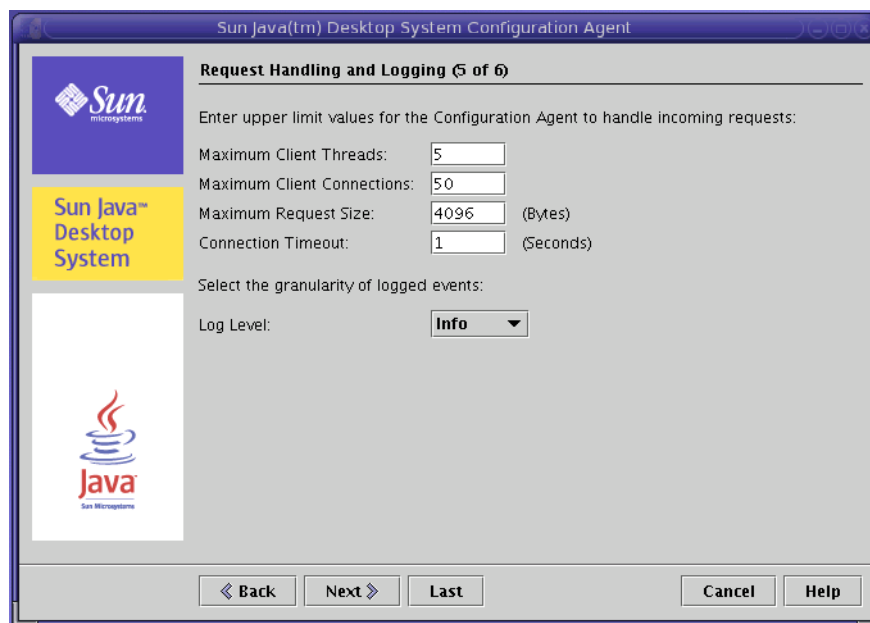 Sun Java(tm) Desktop System Configuration Agent
Sun
microsystems
Sun Java™
Desktop
System
Java
Sun Microsystems
Request Handling and Logging (5 of 6)
Enter upper limit values for the Configuration Agent to handle incoming requests:
Maximum Client Threads: 5
Maximum Client Connections: 50
Maximum Request Size: 4096 (Bytes)
Connection Timeout: 1 (Seconds)
Select the granularity of logged events:
Log Level: Info
Back Next Last Cancel Help